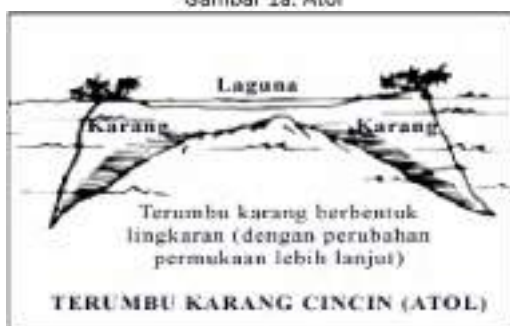 Gambar 1a. Atol
Laguna
Karang Karang
Terumbu karang berbentuk
lingkaran (dengan perubahan
permukaan lebih lanjut)
TERUMBU KARANG CINCIN (ATOL)